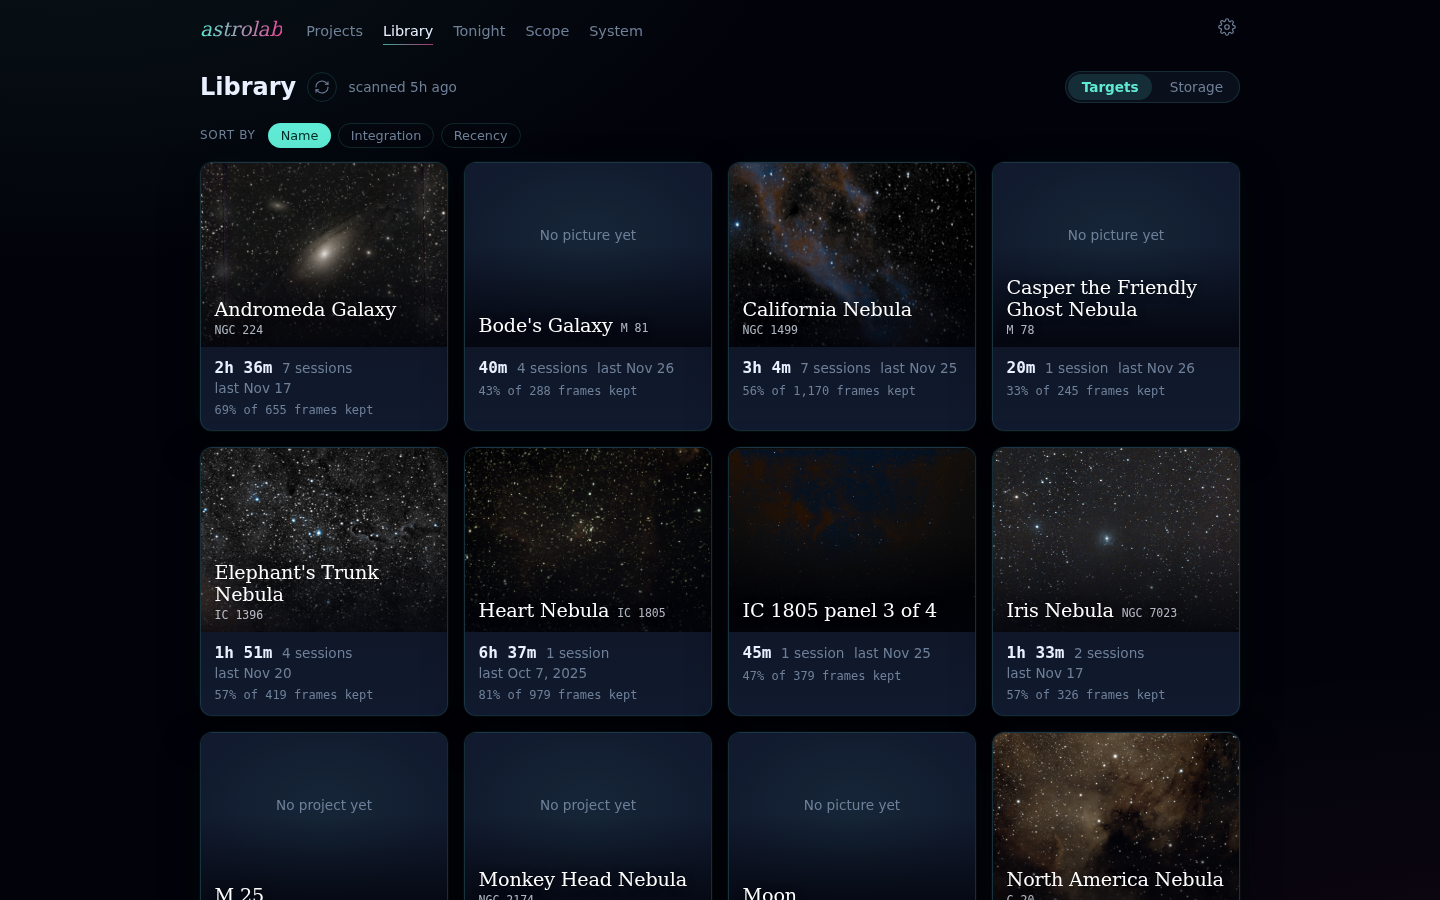 astrolab Projects Library Tonight Scope System
Library scanned 5h ago Targets Storage
SORT BY Name Integration Recency
Andromeda Galaxy
NGC 224
2h 36m 7 sessions
last Nov 17
69% of 655 frames kept
No picture yet
Bode's Galaxy M 81
40m 4 sessions last Nov 26
43% of 288 frames kept
California Nebula
NGC 1499
3h 4m 7 sessions last Nov 25
56% of 1,170 frames kept
No picture yet
Casper the Friendly
Ghost Nebula
M 78
20m 1 session last Nov 26
33% of 245 frames kept
Elephant's Trunk
Nebula
IC 1396
1h 51m 4 sessions
last Nov 20
57% of 419 frames kept
Heart Nebula IC 1805
6h 37m 1 session
last Oct 7, 2025
81% of 979 frames kept
IC 1805 panel 3 of 4
45m 1 session last Nov 25
47% of 379 frames kept
Iris Nebula NGC 7023
1h 33m 2 sessions
last Nov 17
57% of 326 frames kept
No project yet
M 25
No project yet
Monkey Head Nebula
NGC 2174
No picture yet
Moon
North America Nebula
C 20